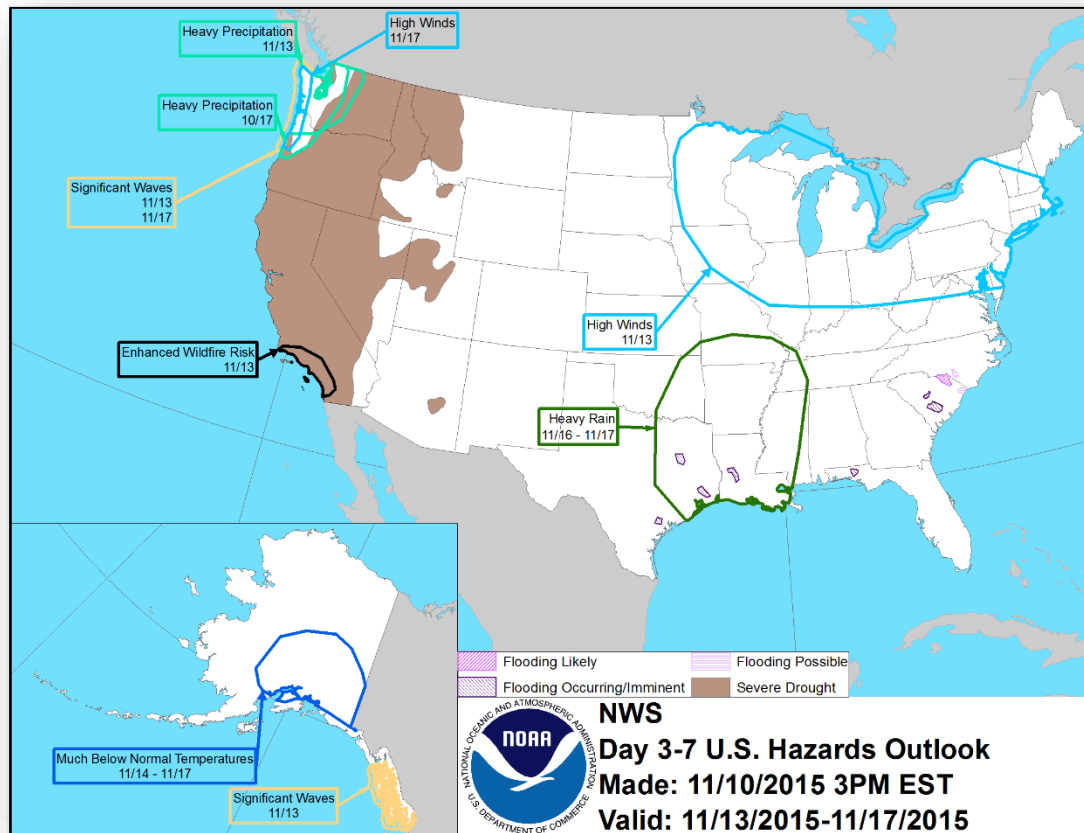 Heavy Precipitation
11/13
High Winds
11/17
Heavy Precipitation
10/17
Significant Waves
11/13
11/17
Enhanced Wildfire Risk
11/13
High Winds
11/13
Heavy Rain
11/16 - 11/17
Much Below Normal Temperatures
11/14 - 11/17
Significant Waves
11/13
Flooding Likely
Flooding Possible
Flooding Occurring/Imminent
Severe Drought
NATIONAL OCEANIC AND ATMOSPHERIC ADMINISTRATION
NOAA
U.S. DEPARTMENT OF COMMERCE
NWS
Day 3-7 U.S. Hazards Outlook
Made: 11/10/2015 3PM EST
Valid: 11/13/2015-11/17/2015